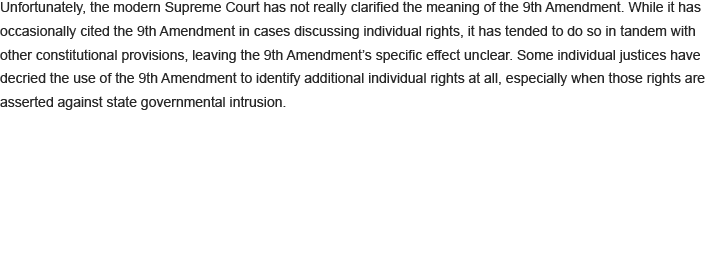 Unfortunately, the modern Supreme Court has not really clarified the meaning of the 9th Amendment. While it has
occasionally cited the 9th Amendment in cases discussing individual rights, it has tended to do so in tandem with
other constitutional provisions, leaving the 9th Amendment’s specific effect unclear. Some individual justices have
decried the use of the 9th Amendment to identify additional individual rights at all, especially when those rights are
asserted against state governmental intrusion.